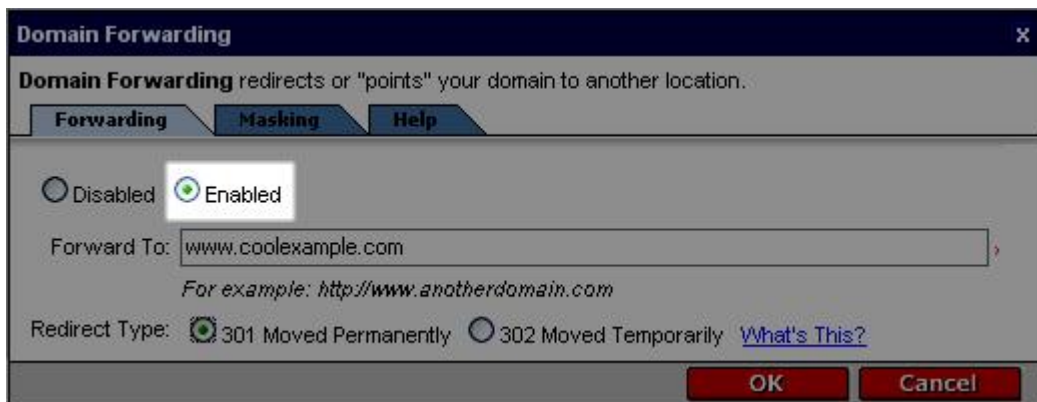 Domain Forwarding x
Domain Forwarding redirects or "points" your domain to another location.
Forwarding Masking Help
Disabled Enabled
Forward To: www.coolexample.com
For example: http://www.anotherdomain.com
Redirect Type: 301 Moved Permanently 302 Moved Temporarily What's This?
OK Cancel